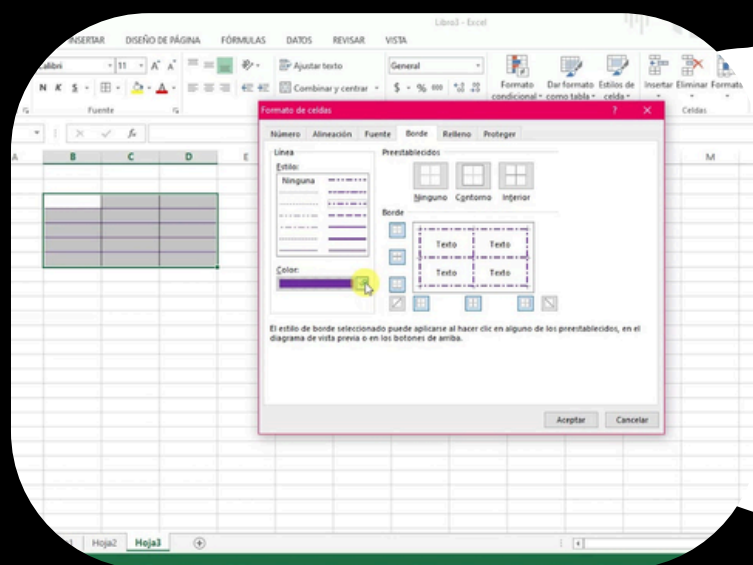 Libro3 - Excel
INSERTAR DISEÑO DE PÁGINA FÓRMULAS DATOS REVISAR VISTA
11 A A Ajustar texto General
N K S A Combinar y centrar $ % 000 Formato condicional Dar formato como tabla Estilos de celda Insertar Eliminar Formato
Fuente Celdas
fx
A B C D E M
Formato de celdas ? ×
Número Alineación Fuente Borde Relleno Proteger
Línea Preestablecidos
Estilo:
Ninguna
Ninguno Contorno Interior
Borde
Texto Texto
Texto Texto
Color:
El estilo de borde seleccionado puede aplicarse al hacer clic en alguno de los preestablecidos, en el
diagrama de vista previa o en los botones de arriba.
Aceptar Cancelar
Hoja2 Hoja3